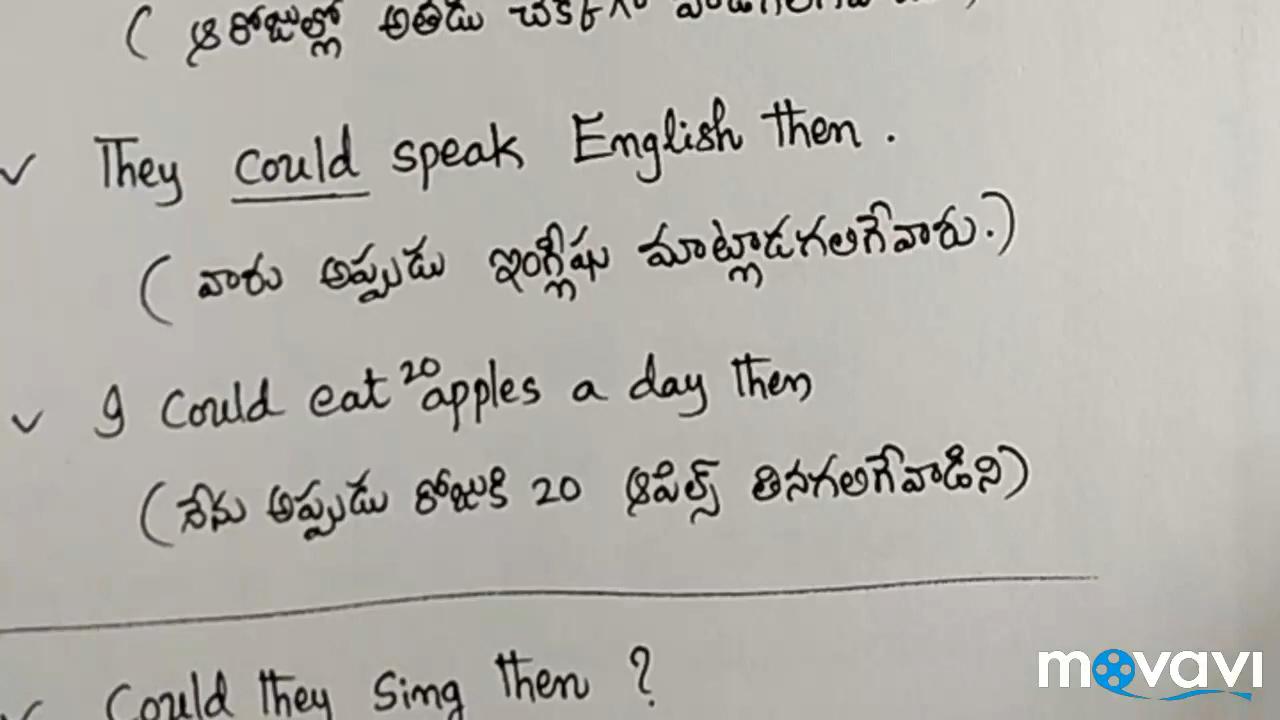 ( ఆ రోజుల్లో అతడు
✓ They could speak English then .
( వారు అప్పుడు ఇంగ్లీషు మాట్లాడగలిగేవారు.)
✓ I could eat 20 apples a day then
(నేను అప్పుడు రోజుకి 20 ఆపిల్స్ తినగలిగేవాడిని)
✓ Could they sing then ?
movavi